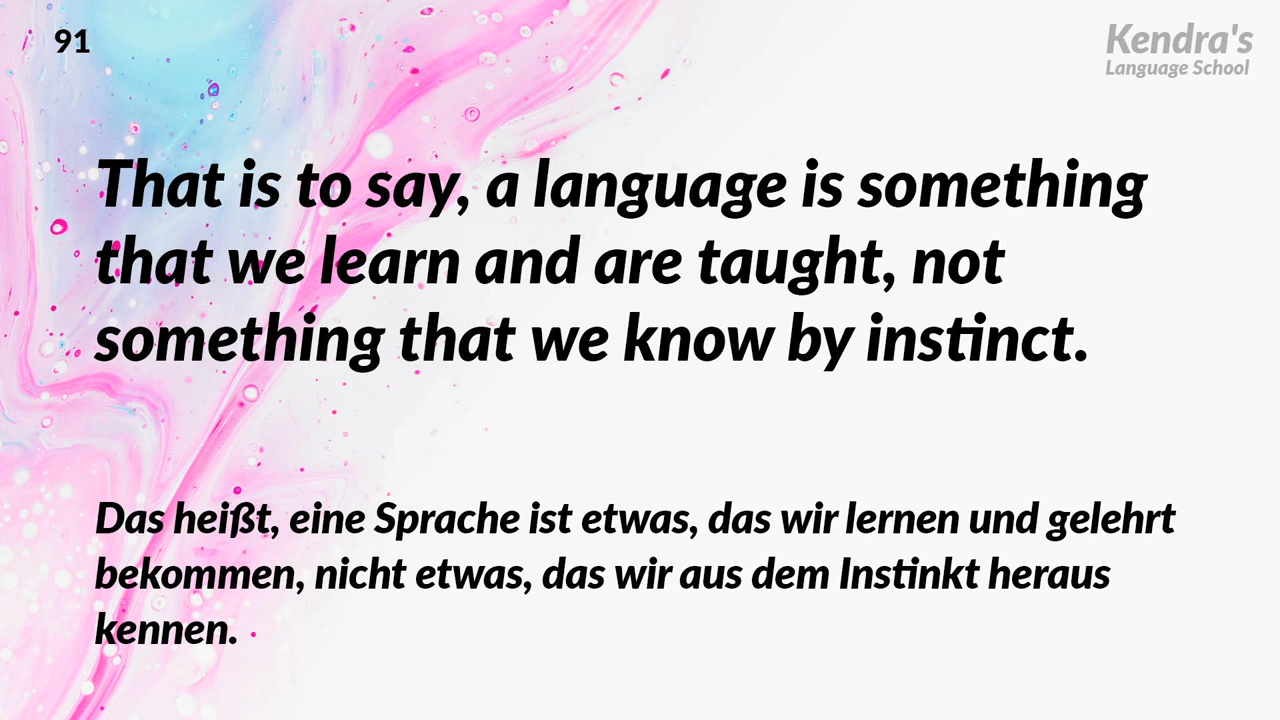 91
Kendra's
Language School
That is to say, a language is something
that we learn and are taught, not
something that we know by instinct.
Das heißt, eine Sprache ist etwas, das wir lernen und gelehrt
bekommen, nicht etwas, das wir aus dem Instinkt heraus
kennen.